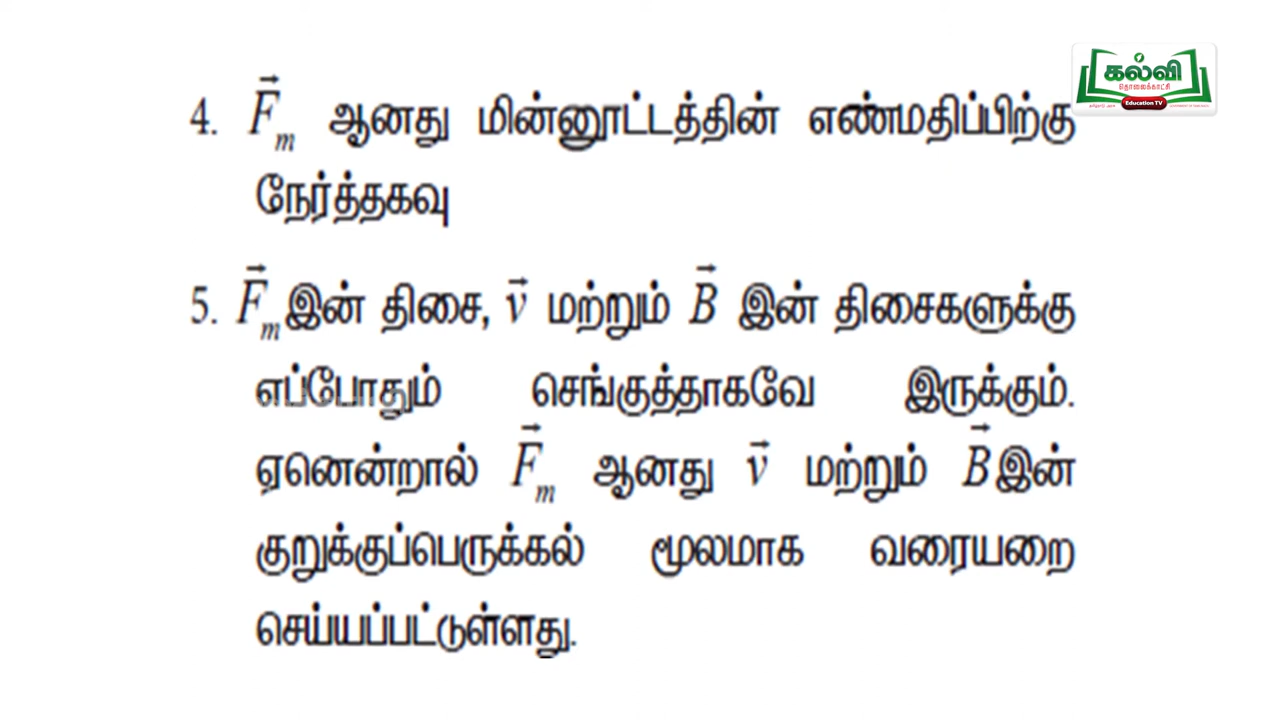 கல்வி
தொலைக்காட்சி
Education TV
4. F⃗m ஆனது மின்னூட்டத்தின் எண்மதிப்பிற்கு
நேர்த்தகவு
5. F⃗m இன் திசை, v⃗ மற்றும் B⃗ இன் திசைகளுக்கு
எப்போதும் செங்குத்தாகவே இருக்கும்.
ஏனென்றால் F⃗m ஆனது v⃗ மற்றும் B⃗ இன்
குறுக்குப்பெருக்கல் மூலமாக வரையறை
செய்யப்பட்டுள்ளது.